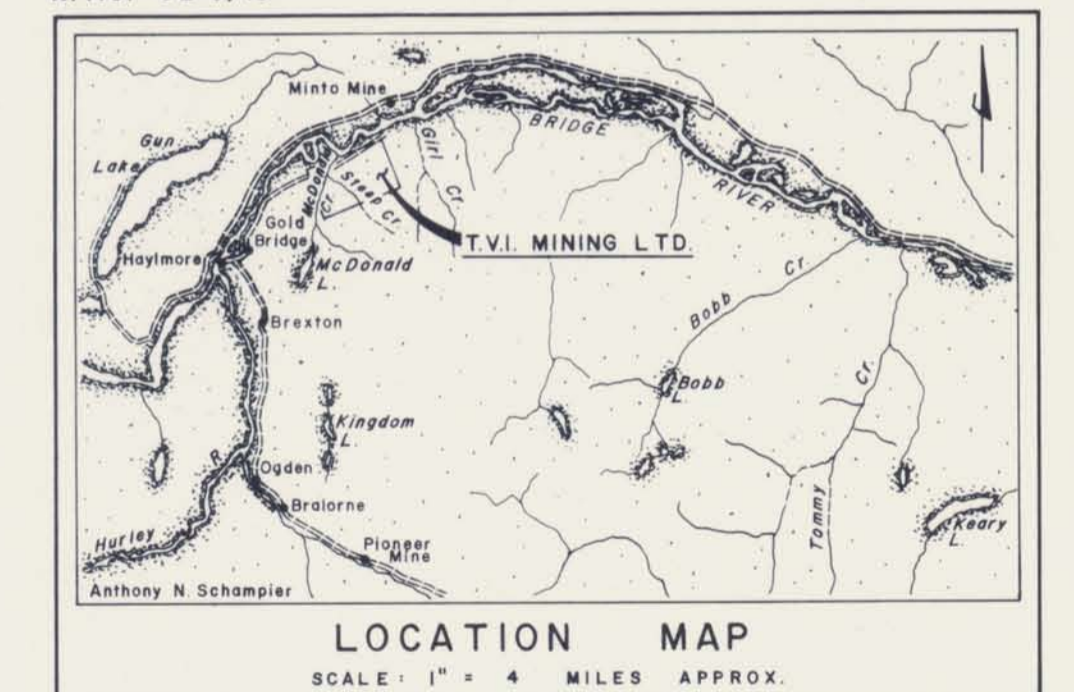 Minto Mine
Gun
Lake
BRIDGE
RIVER
Girl
Cr.
McDonald
Cr.
Steep Cr.
Gold
Bridge
T.V.I. MINING LTD.
Haylmore
McDonald
L.
Brexton
Bobb
Cr.
Bobb
L.
Kingdom
L.
Tommy
Cr.
Ogden
Bralorne
Keary
L.
Hurley
R.
Pioneer
Mine
Anthony N. Schampier
LOCATION MAP
SCALE: 1" = 4 MILES APPROX.